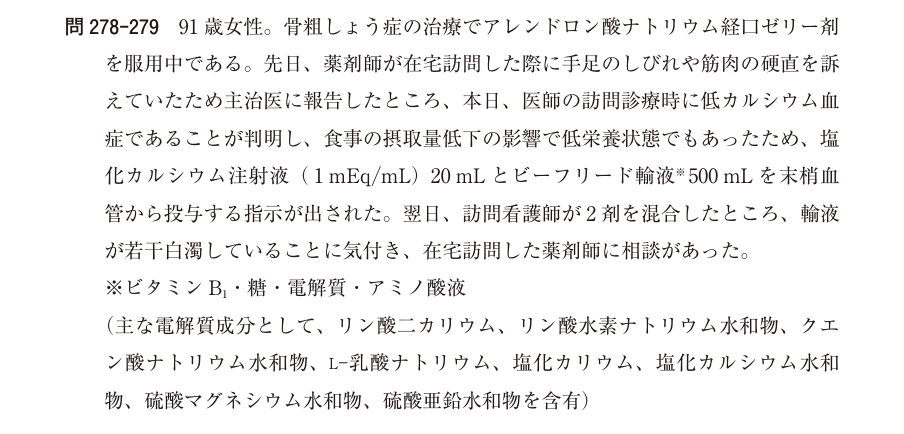 問 278-279　91 歳女性。骨粗しょう症の治療でアレンドロン酸ナトリウム経口ゼリー剤
を服用中である。先日、薬剤師が在宅訪問した際に手足のしびれや筋肉の硬直を訴
えていたため主治医に報告したところ、本日、医師の訪問診療時に低カルシウム血
症であることが判明し、食事の摂取量低下の影響で低栄養状態でもあったため、塩
化カルシウム注射液（ 1 mEq/mL）20 mL とビーフリード輸液※500 mL を末梢血
管から投与する指示が出された。翌日、訪問看護師が 2 剤を混合したところ、輸液
が若干白濁していることに気付き、在宅訪問した薬剤師に相談があった。
※ビタミン B₁・糖・電解質・アミノ酸液
（主な電解質成分として、リン酸二カリウム、リン酸水素ナトリウム水和物、クエ
ン酸ナトリウム水和物、L-乳酸ナトリウム、塩化カリウム、塩化カルシウム水和
物、硫酸マグネシウム水和物、硫酸亜鉛水和物を含有）